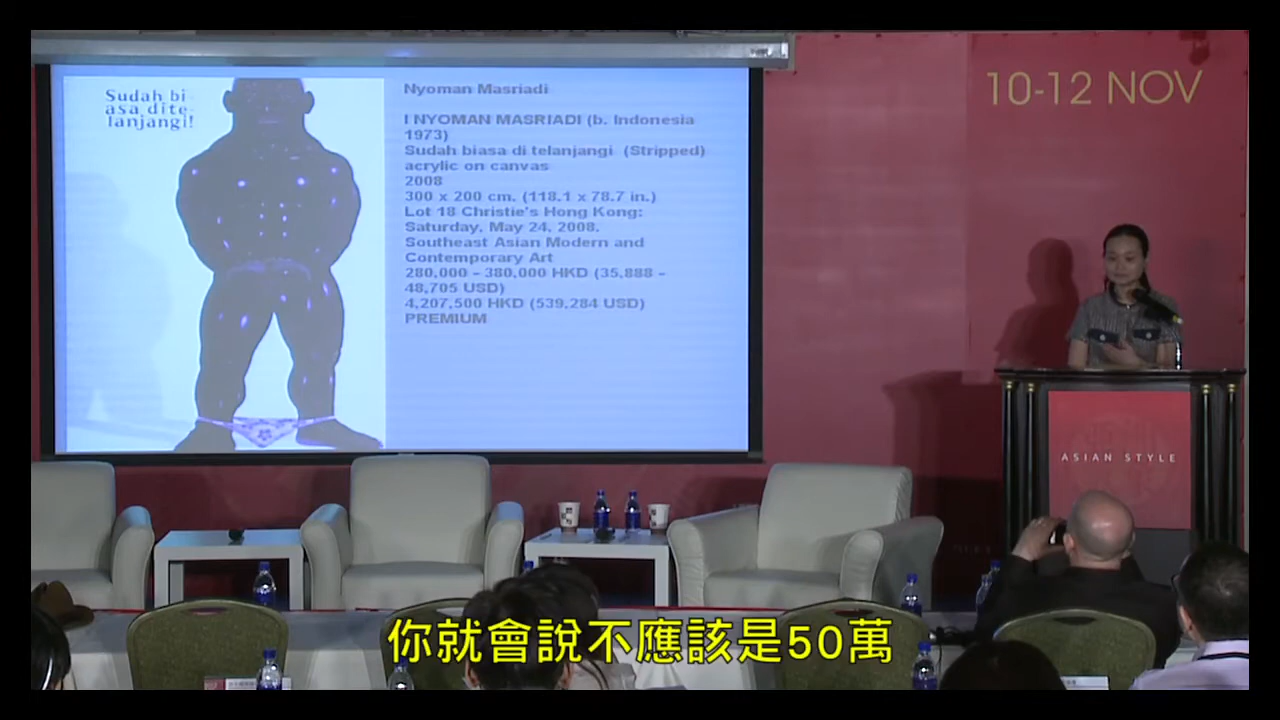 Sudah bi-
asa dite-
lanjangi!
Nyoman Masriadi
I NYOMAN MASRIADI (b. Indonesia
1973)
Sudah biasa di telanjangi (Stripped)
acrylic on canvas
2008
300 x 200 cm. (118.1 x 78.7 in.)
Lot 18 Christie's Hong Kong:
Saturday, May 24, 2008,
Southeast Asian Modern and
Contemporary Art
280,000 - 380,000 HKD (35,888 -
48,705 USD)
4,207,500 HKD (539,284 USD)
PREMIUM
10-12 NOV
ASIAN STYLE
你就會說不應該是50萬